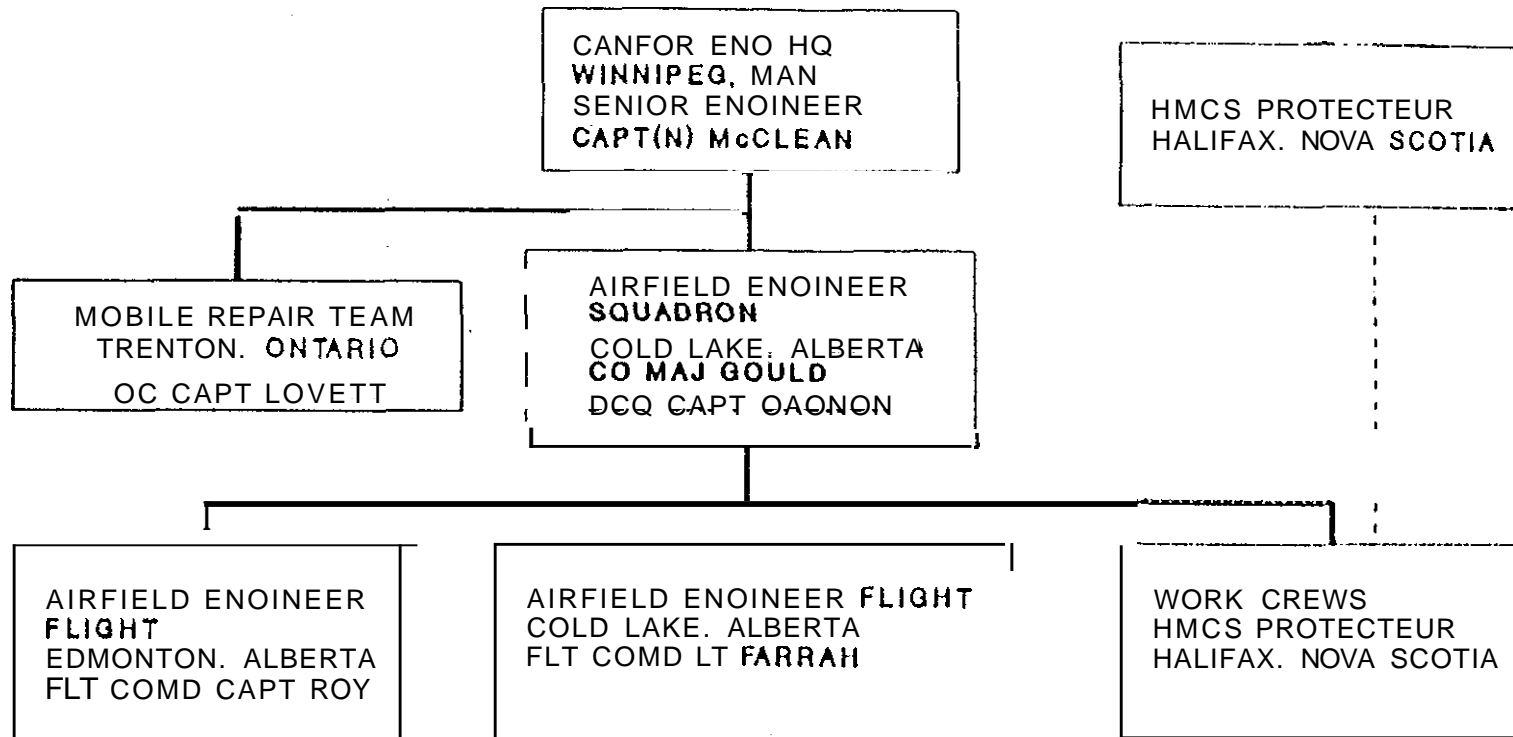 CANFOR ENO HQ
WINNIPEG, MAN
SENIOR ENOINEER
CAPT(N) McCLEAN
HMCS PROTECTEUR
HALIFAX. NOVA SCOTIA
MOBILE REPAIR TEAM
TRENTON. ONTARIO
OC CAPT LOVETT
AIRFIELD ENOINEER
SQUADRON
COLD LAKE. ALBERTA
CO MAJ GOULD
DCQ CAPT OAONON
AIRFIELD ENOINEER
FLIGHT
EDMONTON. ALBERTA
FLT COMD CAPT ROY
AIRFIELD ENOINEER FLIGHT
COLD LAKE. ALBERTA
FLT COMD LT FARRAH
WORK CREWS
HMCS PROTECTEUR
HALIFAX. NOVA SCOTIA